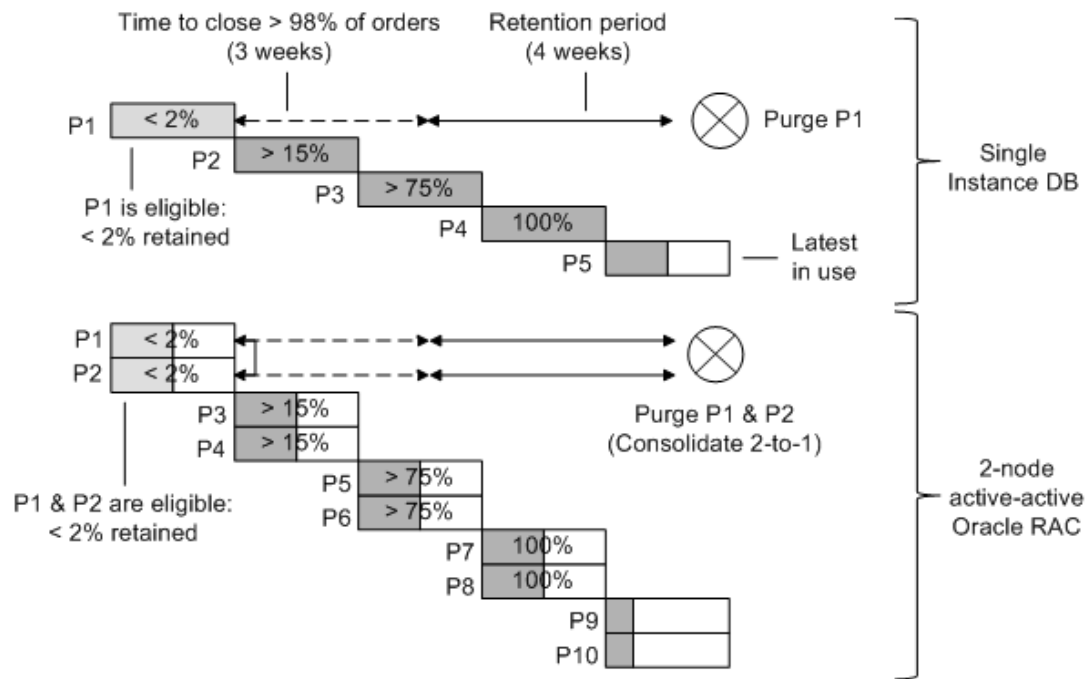 Time to close > 98% of orders
(3 weeks)
Retention period
(4 weeks)
P1
< 2%
Purge P1
P2
> 15%
P3
> 75%
P1 is eligible:
< 2% retained
P4
100%
P5
Latest
in use
Single
Instance DB
P1
< 2%
P2
< 2%
P3
> 15%
P4
> 15%
Purge P1 & P2
(Consolidate 2-to-1)
P5
> 75%
P6
> 75%
P1 & P2 are eligible:
< 2% retained
P7
100%
P8
100%
P9
P10
2-node
active-active
Oracle RAC